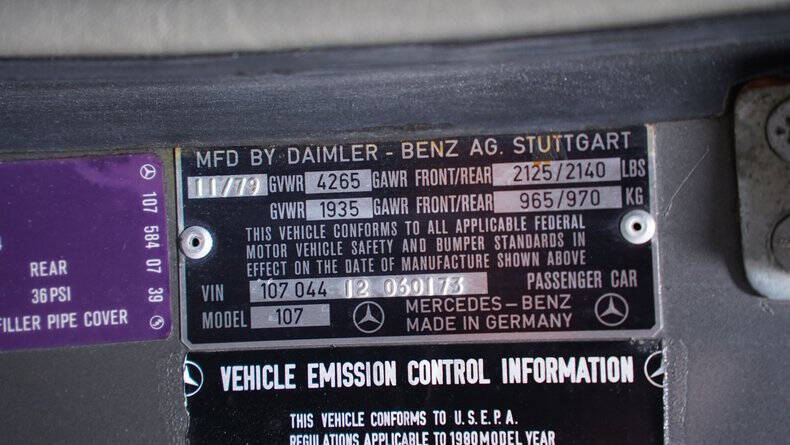 MFD BY DAIMLER - BENZ AG. STUTTGART
11/79 GVWR 4265 GAWR FRONT/REAR 2125/2140 LBS
GVWR 1935 GAWR FRONT/REAR 965/970 KG
THIS VEHICLE CONFORMS TO ALL APPLICABLE FEDERAL
MOTOR VEHICLE SAFETY AND BUMPER STANDARDS IN
EFFECT ON THE DATE OF MANUFACTURE SHOWN ABOVE
VIN 107 044 12 060173 PASSENGER CAR
MODEL 107 MERCEDES-BENZ
MADE IN GERMANY
107 584 07 39
REAR
36 PSI
FILLER PIPE COVER
VEHICLE EMISSION CONTROL INFORMATION
THIS VEHICLE CONFORMS TO U.S.E.P.A.
REGULATIONS APPLICABLE TO 1980 MODEL YEAR